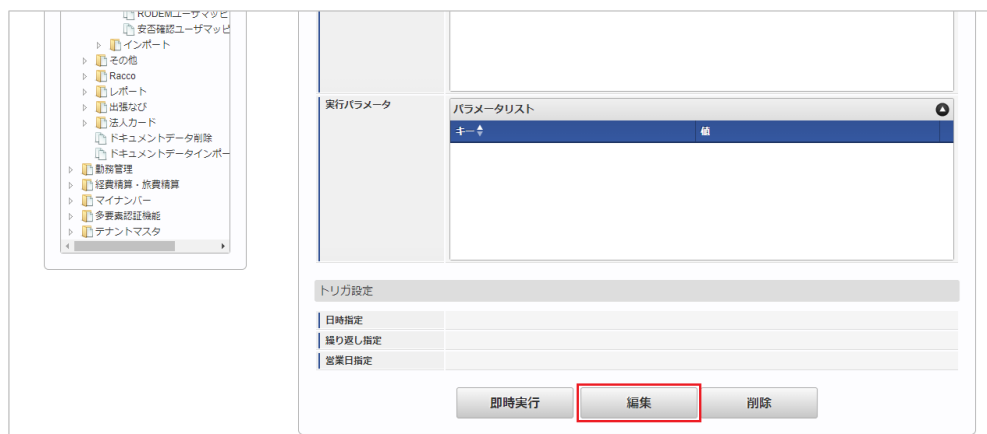 RODEMユーザマッピ
安否確認ユーザマッピ
インポート
その他
Racco
レポート
出張なび
法人カード
ドキュメントデータ削除
ドキュメントデータインポー
勤務管理
経費精算・旅費精算
マイナンバー
多要素認証機能
テナントマスタ
実行パラメータ
パラメータリスト
キー 値
トリガ設定
日時指定
繰り返し指定
営業日指定
即時実行 編集 削除